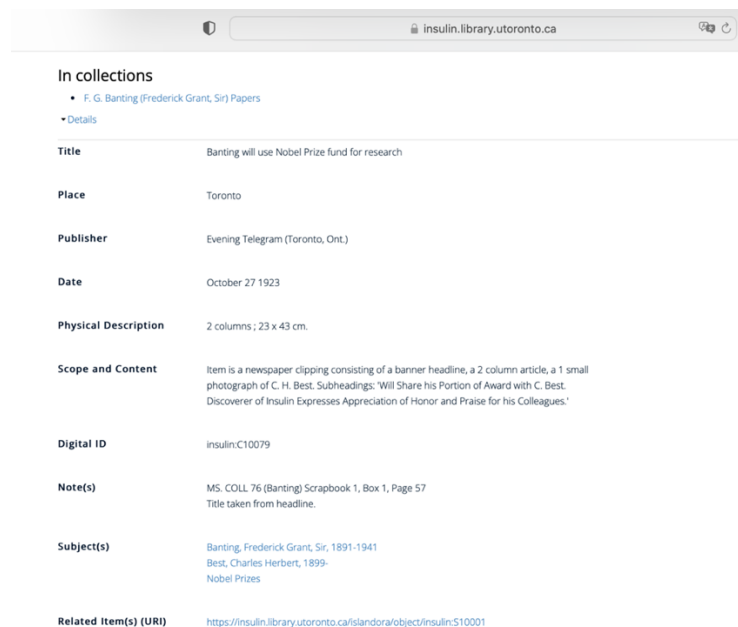 insulin.library.utoronto.ca
In collections
• F. G. Banting (Frederick Grant, Sir) Papers
Details
Title Banting will use Nobel Prize fund for research
Place Toronto
Publisher Evening Telegram (Toronto, Ont.)
Date October 27 1923
Physical Description 2 columns ; 23 x 43 cm.
Scope and Content Item is a newspaper clipping consisting of a banner headline, a 2 column article, a 1 small
photograph of C. H. Best. Subheadings: 'Will Share his Portion of Award with C. Best.
Discoverer of Insulin Expresses Appreciation of Honor and Praise for his Colleagues.'
Digital ID insulin:C10079
Note(s) MS. COLL 76 (Banting) Scrapbook 1, Box 1, Page 57
Title taken from headline.
Subject(s) Banting, Frederick Grant, Sir, 1891-1941
Best, Charles Herbert, 1899-
Nobel Prizes
Related Item(s) (URI) https://insulin.library.utoronto.ca/islandora/object/insulin:S10001